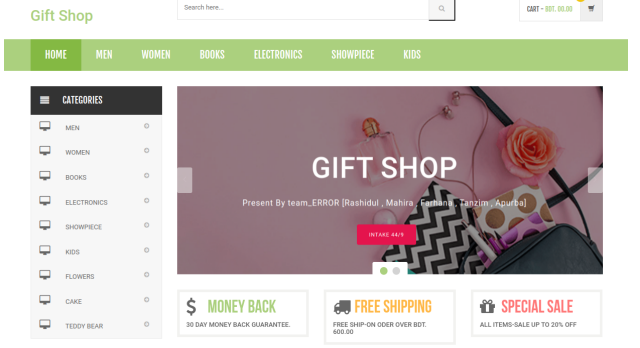 Gift Shop
Search here...
CART - BDT. 00.00
HOME MEN WOMEN BOOKS ELECTRONICS SHOWPIECE KIDS
CATEGORIES
MEN
WOMEN
BOOKS
ELECTRONICS
SHOWPIECE
KIDS
FLOWERS
CAKE
TEDDY BEAR
GIFT SHOP
Present By team_ERROR [Rashidul , Mahira , Farhana , Tanzim , Apurba]
INTAKE 44/9
MONEY BACK
30 DAY MONEY BACK GUARANTEE.
FREE SHIPPING
FREE SHIP-ON ODER OVER BDT.
600.00
SPECIAL SALE
ALL ITEMS-SALE UP TO 20% OFF